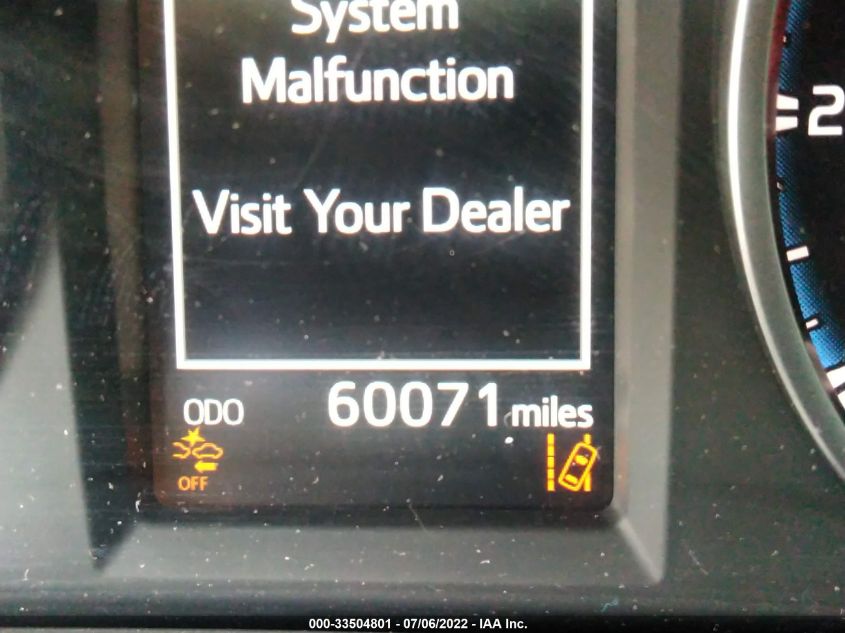 System
Malfunction
Visit Your Dealer
ODO 60071 miles
OFF
2
000-33504801 - 07/06/2022 - IAA Inc.